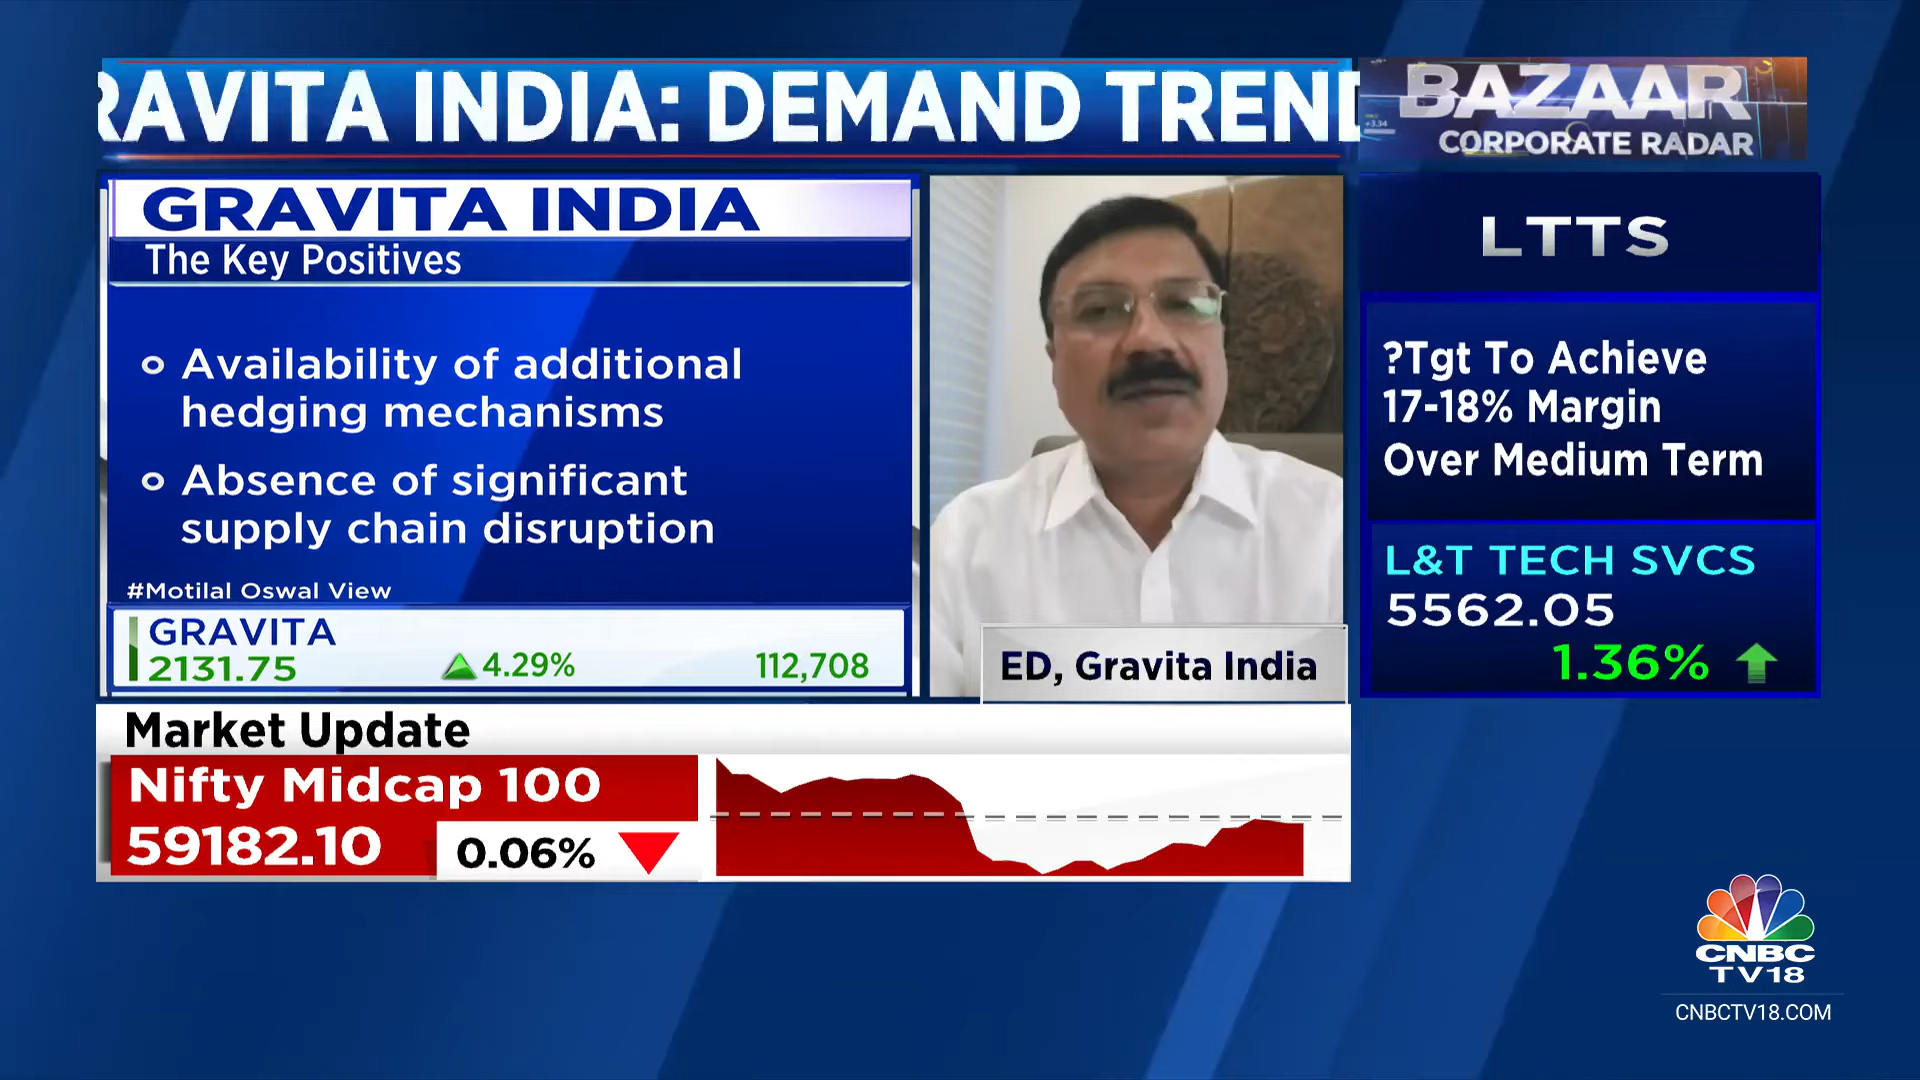 RAVITA INDIA: DEMAND TREND
BAZAAR
CORPORATE RADAR
+3.34
GRAVITA INDIA
The Key Positives
Availability of additional
hedging mechanisms
Absence of significant
supply chain disruption
#Motilal Oswal View
GRAVITA
2131.75 4.29% 112,708
ED, Gravita India
LTTS
?Tgt To Achieve
17-18% Margin
Over Medium Term
L&T TECH SVCS
5562.05
1.36%
Market Update
Nifty Midcap 100
59182.10 0.06%
CNBC
TV18
CNBCTV18.COM